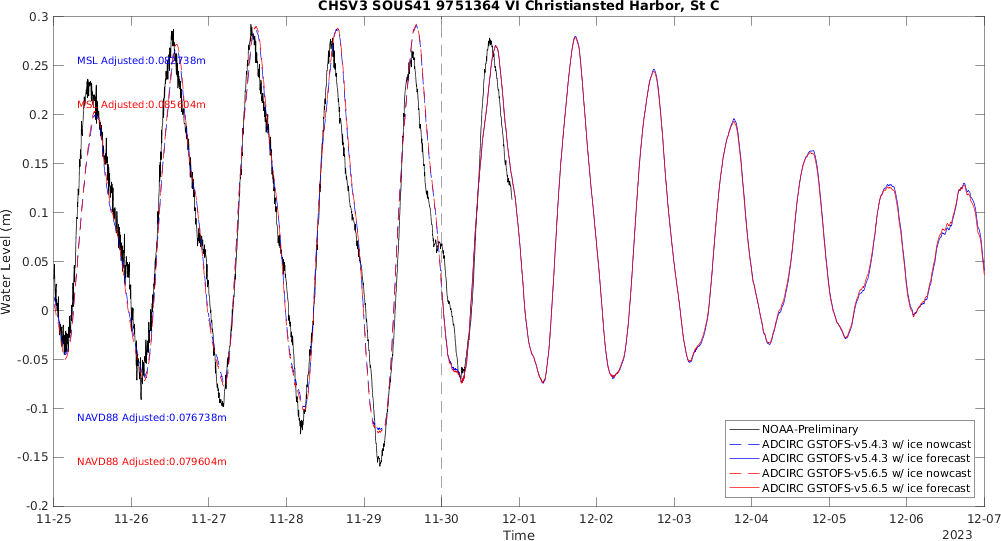 CHSV3 SOUS41 9751364 VI Christiansted Harbor, St C
0.3
0.25
0.2
0.15
0.1
0.05
0
-0.05
-0.1
-0.15
-0.2
Water Level (m)
MSL Adjusted:0.082738m
MSL Adjusted:0.085604m
NAVD88 Adjusted:0.076738m
NAVD88 Adjusted:0.079604m
NOAA-Preliminary
ADCIRC GSTOFS-v5.4.3 w/ ice nowcast
ADCIRC GSTOFS-v5.4.3 w/ ice forecast
ADCIRC GSTOFS-v5.6.5 w/ ice nowcast
ADCIRC GSTOFS-v5.6.5 w/ ice forecast
11-25 11-26 11-27 11-28 11-29 11-30 12-01 12-02 12-03 12-04 12-05 12-06 12-07
Time
2023